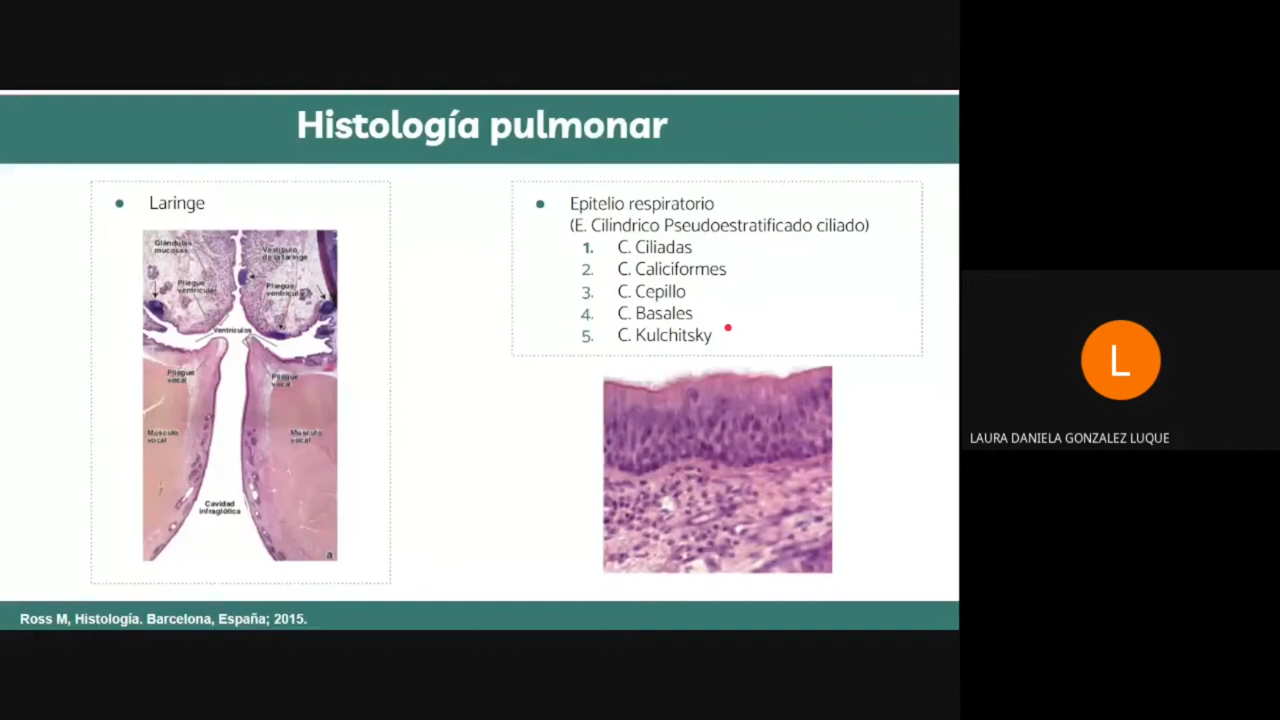 Histología pulmonar
Laringe
Glándulas
mucosas
Vestíbulo
de la laringe
Pliegue
ventricular
Pliegue
ventricular
Ventrículos
Pliegue
vocal
Pliegue
vocal
Músculo
vocal
Músculo
vocal
Cavidad
infraglótica
a
Epitelio respiratorio
(E. Cilíndrico Pseudoestratificado ciliado)
1. C. Ciliadas
2. C. Caliciformes
3. C. Cepillo
4. C. Basales
5. C. Kulchitsky
Ross M, Histología. Barcelona, España; 2015.
L
LAURA DANIELA GONZALEZ LUQUE